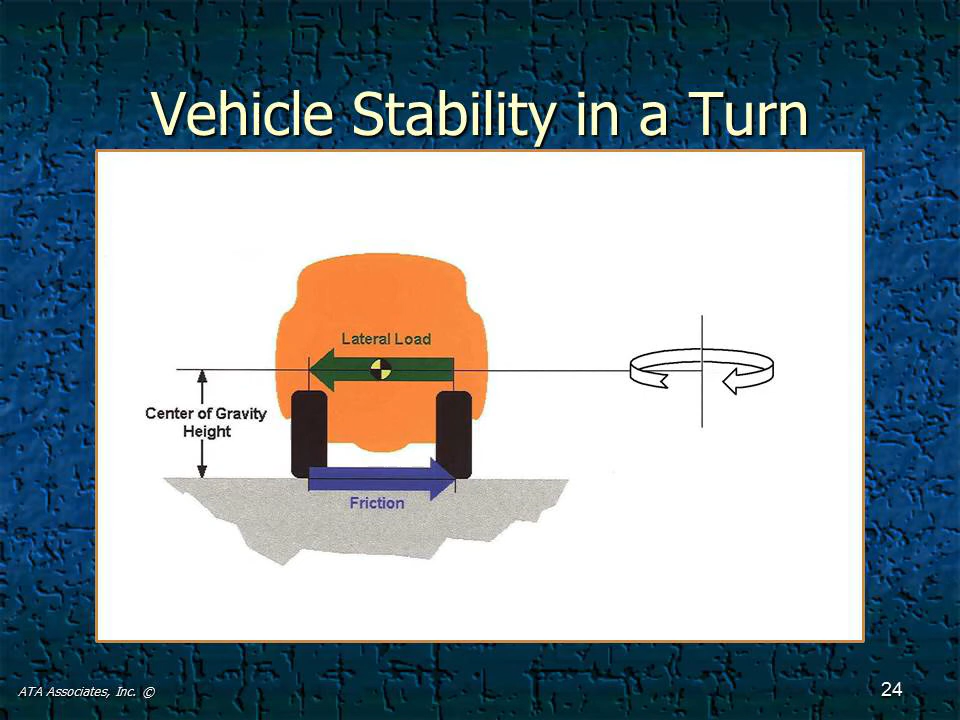 Vehicle Stability in a Turn
Lateral Load
Center of Gravity
Height
Friction
ATA Associates, Inc. ©
24